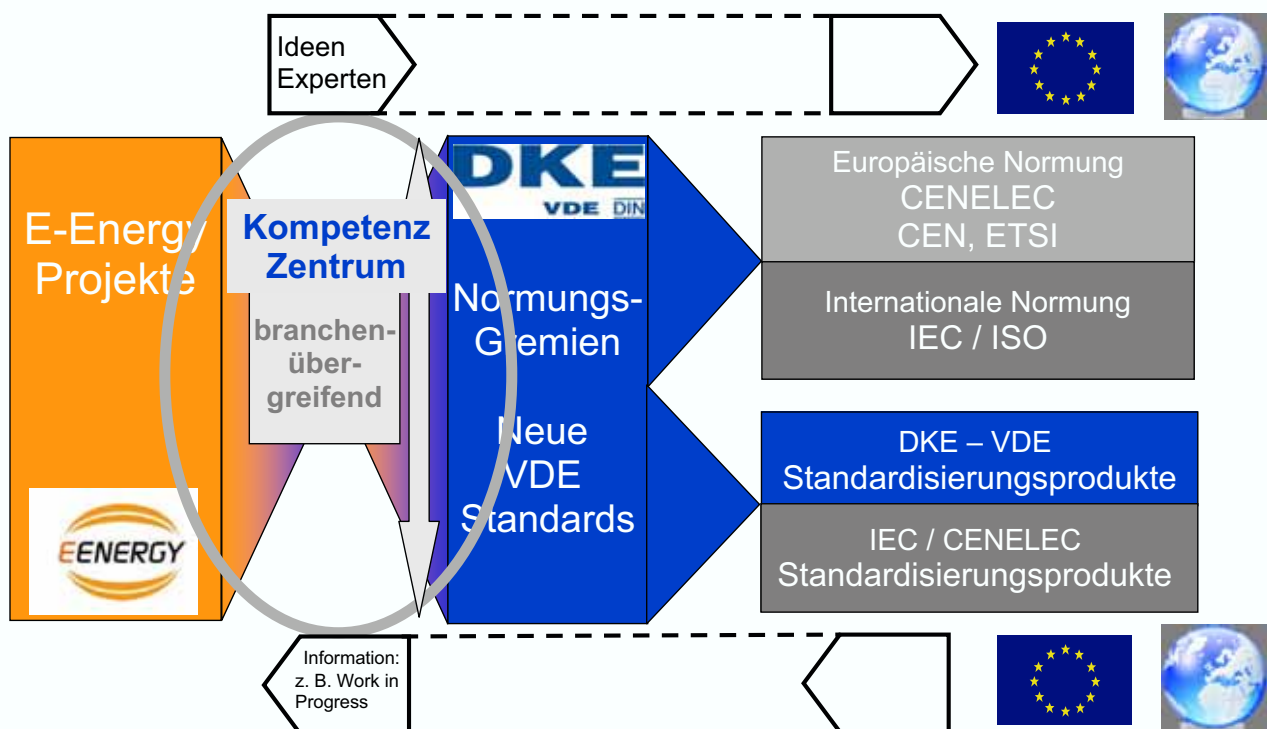 Ideen
Experten
E-Energy
Projekte
EENERGY
Kompetenz
Zentrum
branchen-
über-
greifend
DKE
VDE DIN
Normungs-
Gremien
Neue
VDE
Standards
Europäische Normung
CENELEC
CEN, ETSI
Internationale Normung
IEC / ISO
DKE – VDE
Standardisierungsprodukte
IEC / CENELEC
Standardisierungsprodukte
Information:
z. B. Work in
Progress